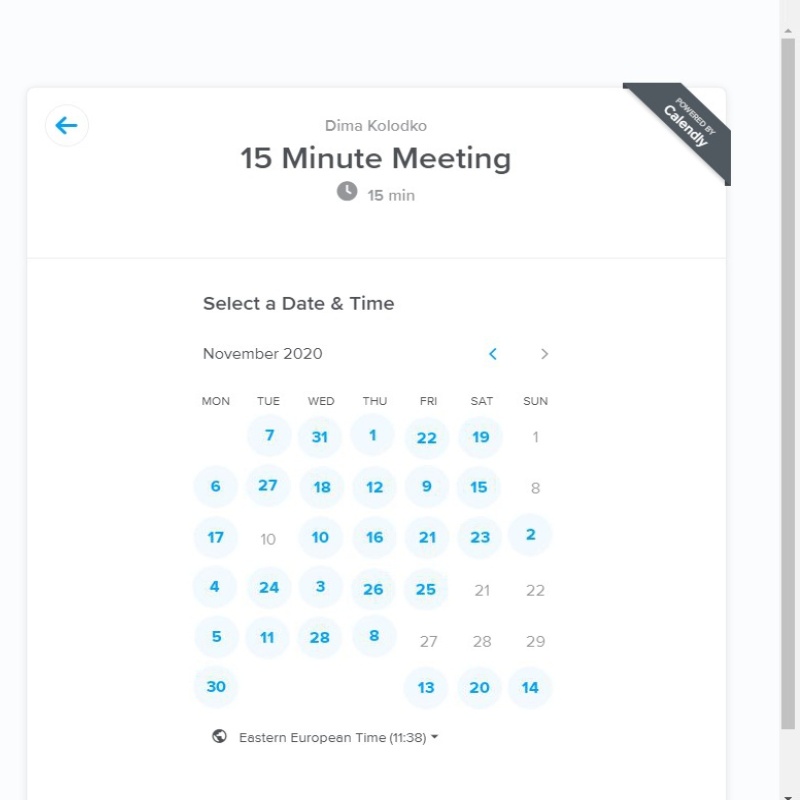 POWERED BY
Calendly
Dima Kolodko
15 Minute Meeting
15 min
Select a Date & Time
November 2020
MON TUE WED THU FRI SAT SUN
7 31 1 22 19 1
6 27 18 12 9 15 8
17 10 10 16 21 23 2
4 24 3 26 25 21 22
5 11 28 8 27 28 29
30 13 20 14
Eastern European Time (11:38)